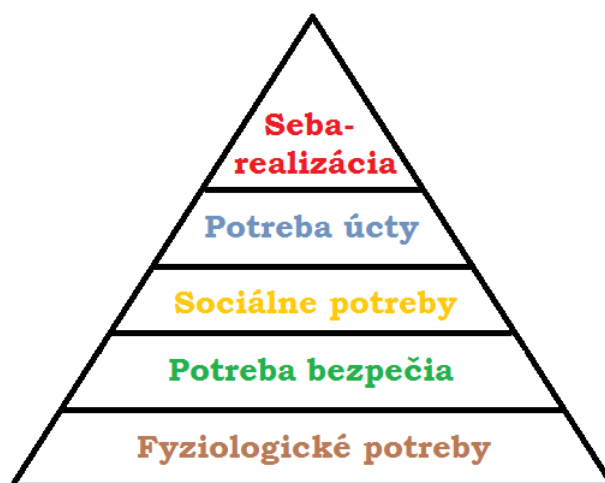 Seba-
realizácia
Potreba úcty
Sociálne potreby
Potreba bezpečia
Fyziologické potreby